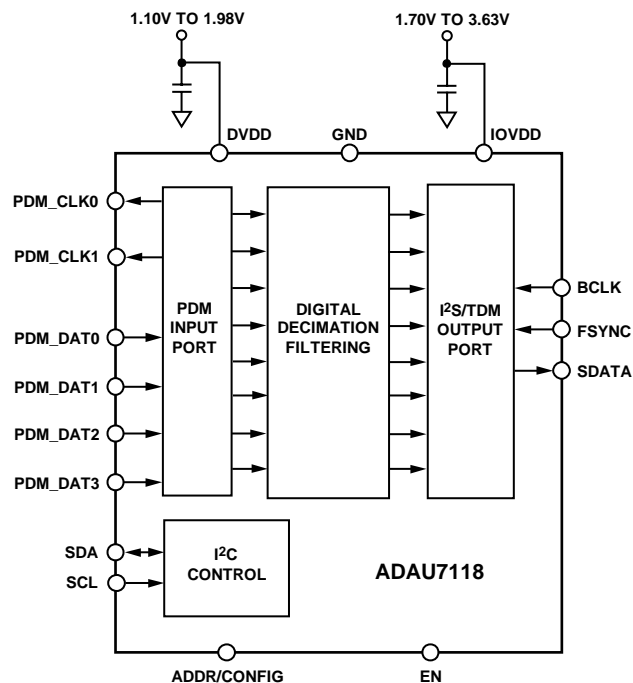 1.10V TO 1.98V
1.70V TO 3.63V
DVDD
GND
IOVDD
PDM_CLK0
PDM_CLK1
PDM_DAT0
PDM_DAT1
PDM_DAT2
PDM_DAT3
SDA
SCL
PDM
INPUT
PORT
DIGITAL
DECIMATION
FILTERING
I²S/TDM
OUTPUT
PORT
BCLK
FSYNC
SDATA
I²C
CONTROL
ADAU7118
ADDR/CONFIG
EN